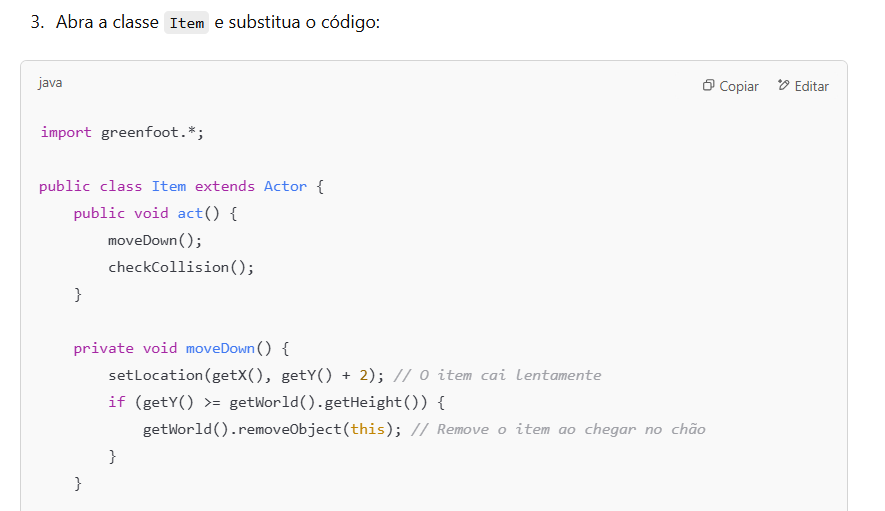 3. Abra a classe Item e substitua o código:
java
Copiar
Editar
import greenfoot.*;
public class Item extends Actor {
public void act() {
moveDown();
checkCollision();
}
private void moveDown() {
setLocation(getX(), getY() + 2); // O item cai lentamente
if (getY() >= getWorld().getHeight()) {
getWorld().removeObject(this); // Remove o item ao chegar no chão
}
}